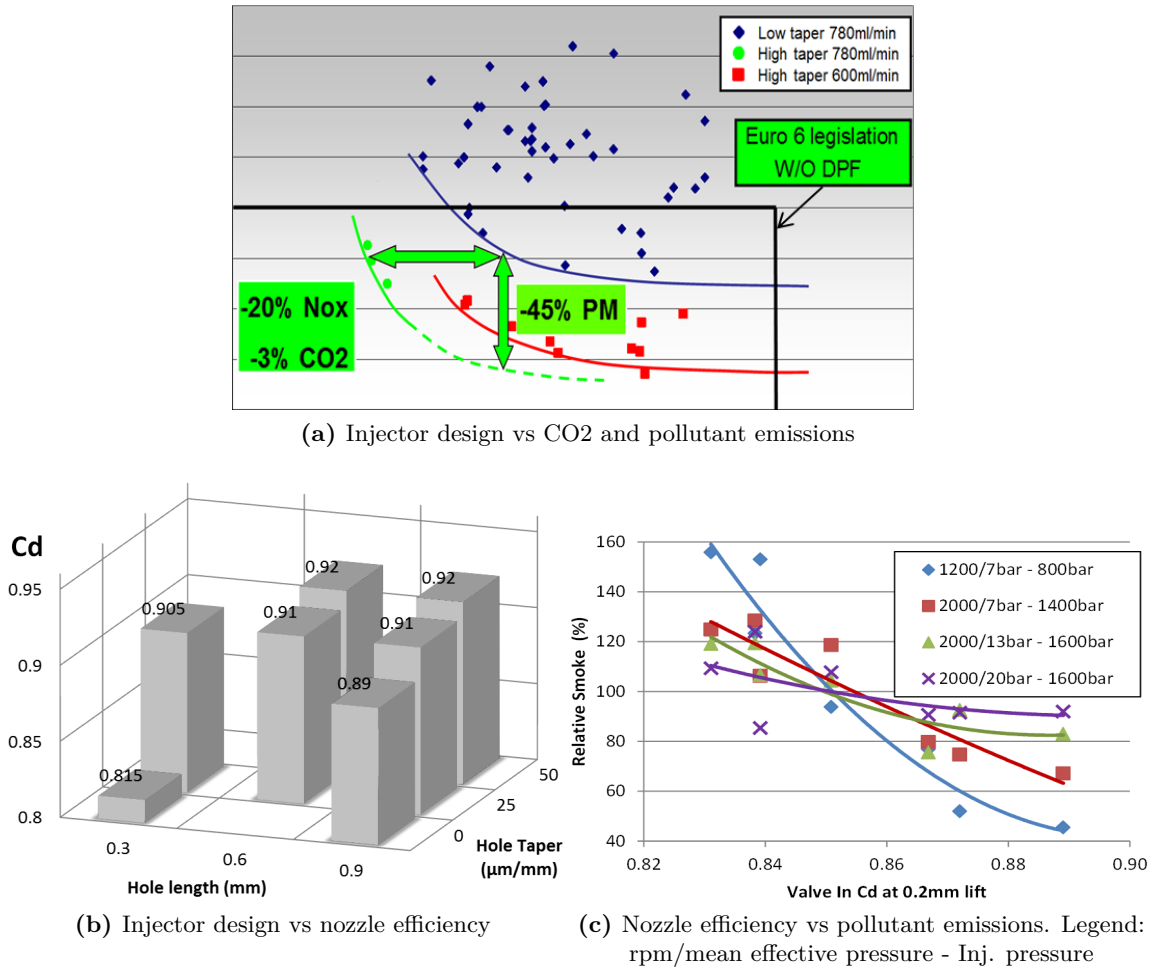 Low taper 780ml/min
High taper 780ml/min
High taper 600ml/min
Euro 6 legislation
W/O DPF
-20% Nox
-3% CO2
-45% PM
(a) Injector design vs CO2 and pollutant emissions
Cd
0.95
0.9
0.85
0.8
0.92
0.92
0.905
0.91
0.91
0.89
0.815
50
25
0
0.3
0.6
0.9
Hole Taper
(µm/mm)
Hole length (mm)
(b) Injector design vs nozzle efficiency
Relative Smoke (%)
160
140
120
100
80
60
40
1200/7bar - 800bar
2000/7bar - 1400bar
2000/13bar - 1600bar
2000/20bar - 1600bar
0.82 0.84 0.86 0.88 0.90
Valve In Cd at 0.2mm lift
(c) Nozzle efficiency vs pollutant emissions. Legend:
rpm/mean effective pressure - Inj. pressure